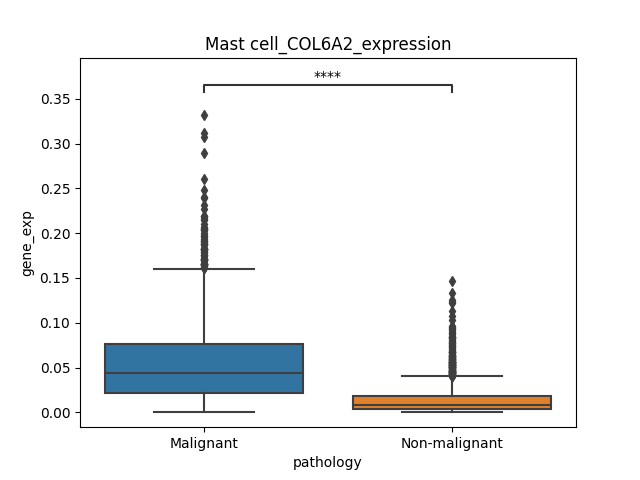 Mast cell_COL6A2_expression
****
0.35
0.30
0.25
0.20
0.15
0.10
0.05
0.00
gene_exp
Malignant Non-malignant
pathology